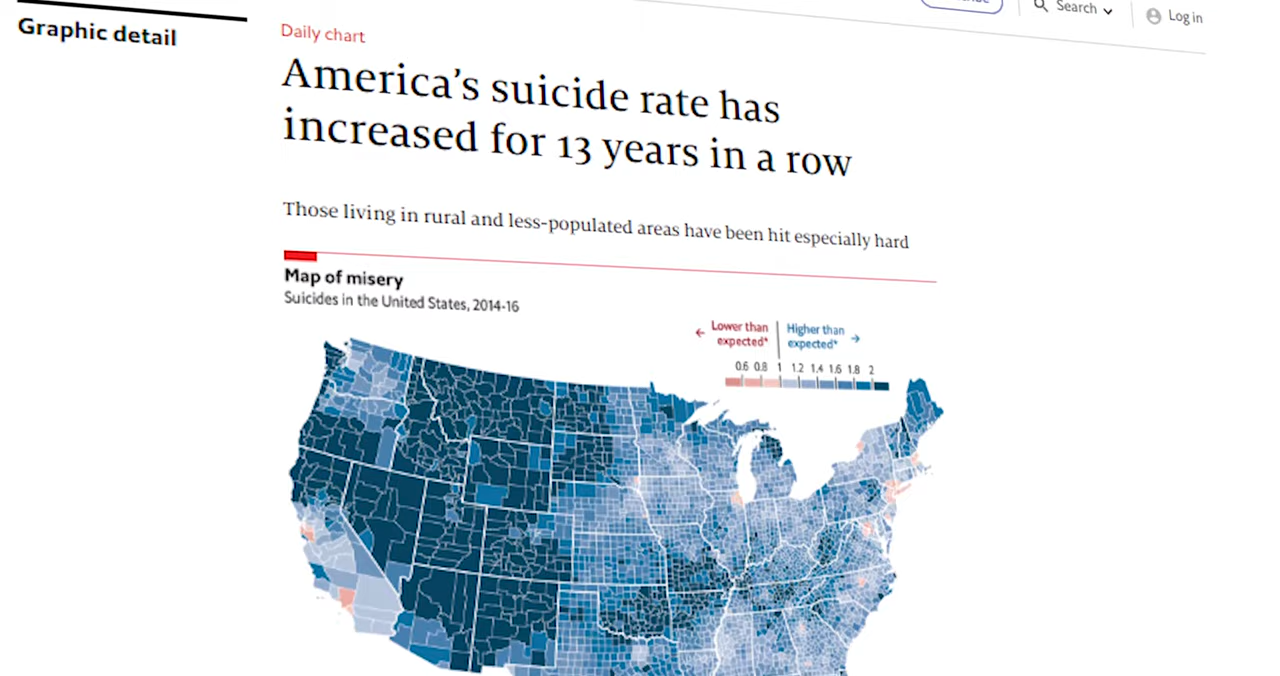 Search
Log in
Graphic detail
Daily chart
America's suicide rate has
increased for 13 years in a row
Those living in rural and less-populated areas have been hit especially hard
Map of misery
Suicides in the United States, 2014-16
← Lower than
expected*
Higher than →
expected*
0.6 0.8 1 1.2 1.4 1.6 1.8 2